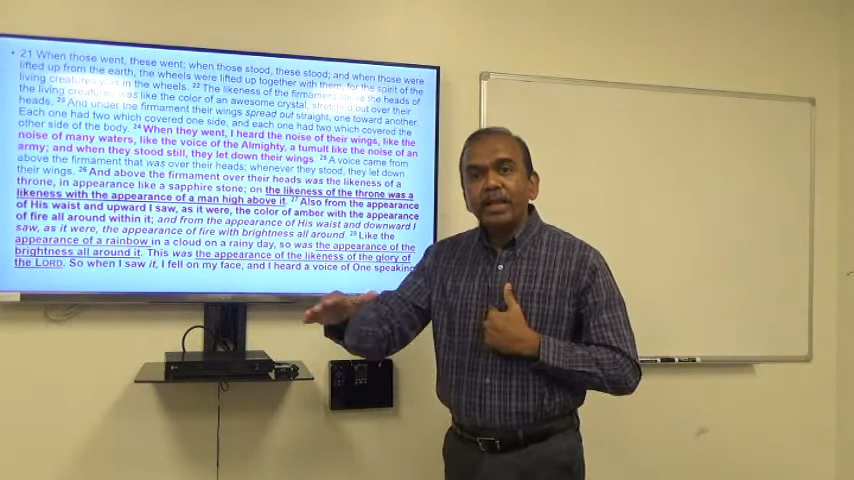 • 21 When those went, these went; when those stood, these stood; and when those were
lifted up from the earth, the wheels were lifted up together with them, for the spirit of the
living creatures was in the wheels. 22 The likeness of the firmament above the heads of
the living creatures was like the color of an awesome crystal, stretched out over their
heads. 23 And under the firmament their wings spread out straight, one toward another.
Each one had two which covered one side, and each one had two which covered the
other side of the body. 24 When they went, I heard the noise of their wings, like the
noise of many waters, like the voice of the Almighty, a tumult like the noise of an
army; and when they stood still, they let down their wings. 25 A voice came from
above the firmament that was over their heads; whenever they stood, they let down
their wings. 26 And above the firmament over their heads was the likeness of a
throne, in appearance like a sapphire stone; on the likeness of the throne was a
likeness with the appearance of a man high above it. 27 Also from the appearance
of His waist and upward I saw, as it were, the color of amber with the appearance
of fire all around within it; and from the appearance of His waist and downward I
saw, as it were, the appearance of fire with brightness all around. 28 Like the
appearance of a rainbow in a cloud on a rainy day, so was the appearance of the
brightness all around it. This was the appearance of the likeness of the glory of
the LORD. So when I saw it, I fell on my face, and I heard a voice of One speaking.